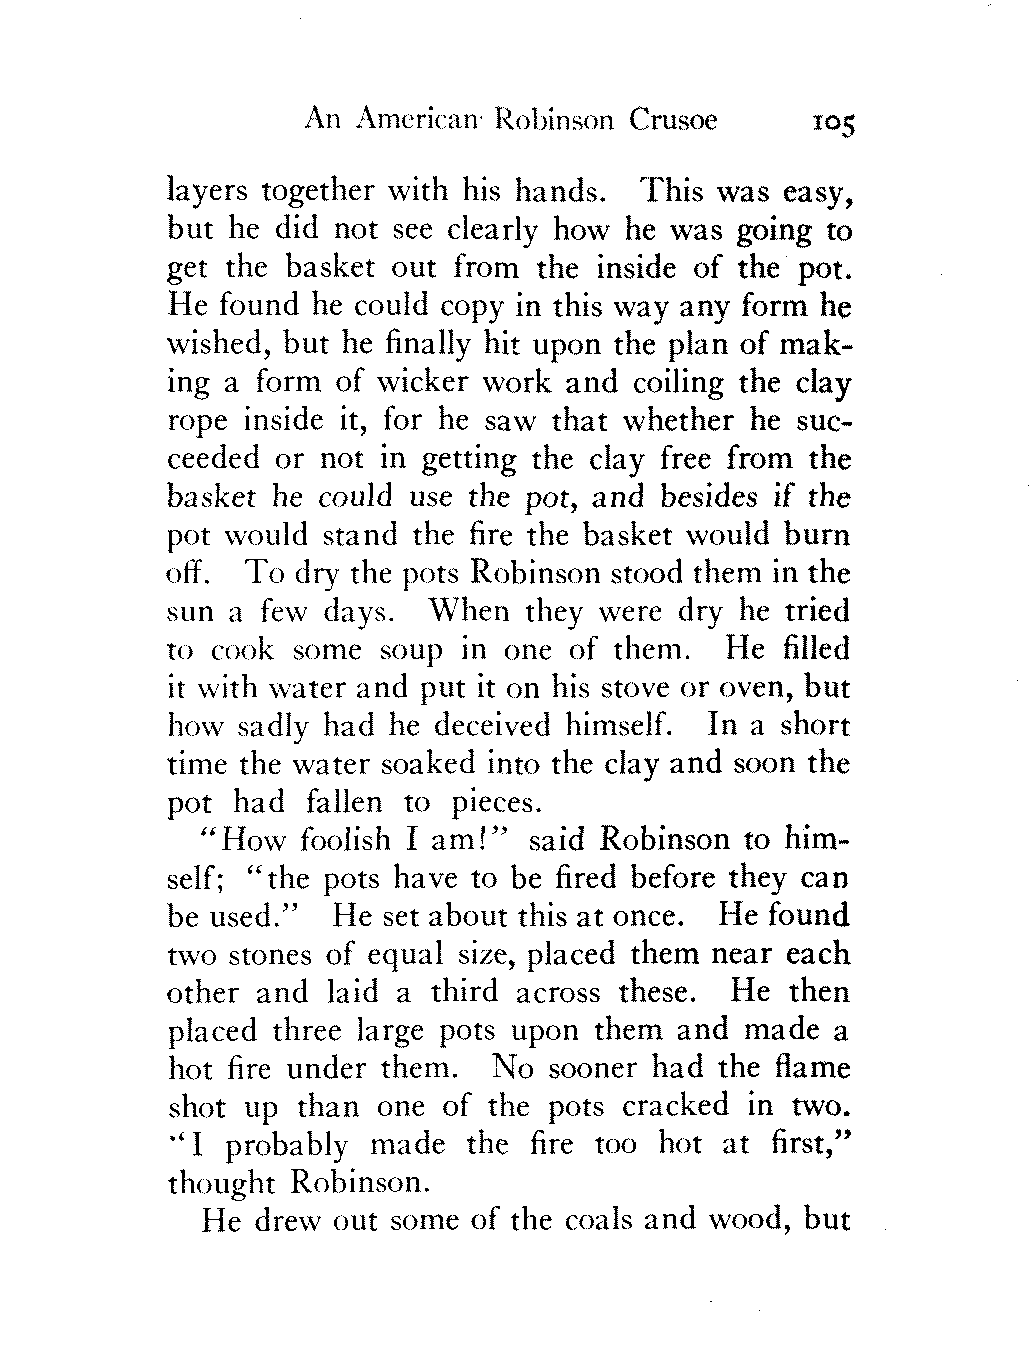 An American Robinson Crusoe 105
layers together with his hands. This was easy,
but he did not see clearly how he was going to
get the basket out from the inside of the pot.
He found he could copy in this way any form he
wished, but he finally hit upon the plan of mak-
ing a form of wicker work and coiling the clay
rope inside it, for he saw that whether he suc-
ceeded or not in getting the clay free from the
basket he could use the pot, and besides if the
pot would stand the fire the basket would burn
off. To dry the pots Robinson stood them in the
sun a few days. When they were dry he tried
to cook some soup in one of them. He filled
it with water and put it on his stove or oven, but
how sadly had he deceived himself. In a short
time the water soaked into the clay and soon the
pot had fallen to pieces.
"How foolish I am!" said Robinson to him-
self; "the pots have to be fired before they can
be used." He set about this at once. He found
two stones of equal size, placed them near each
other and laid a third across these. He then
placed three large pots upon them and made a
hot fire under them. No sooner had the flame
shot up than one of the pots cracked in two.
"I probably made the fire too hot at first,"
thought Robinson.
He drew out some of the coals and wood, but